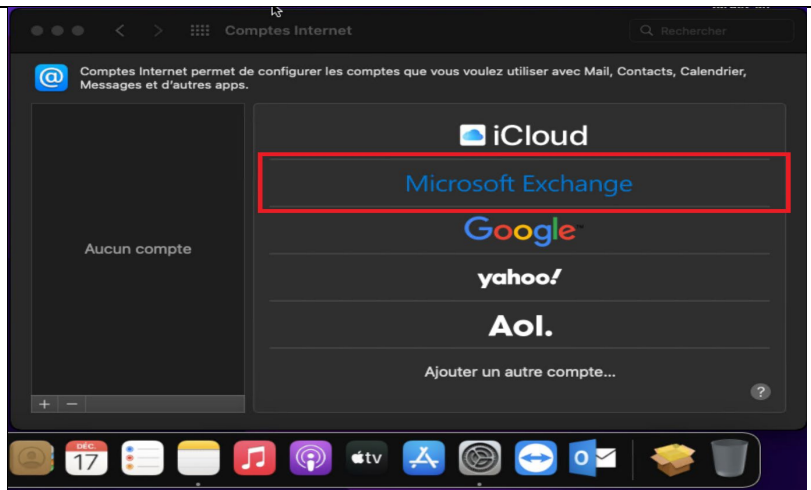 Comptes Internet
Rechercher
Comptes Internet permet de configurer les comptes que vous voulez utiliser avec Mail, Contacts, Calendrier,
Messages et d'autres apps.
iCloud
Microsoft Exchange
Google
Aucun compte
yahoo!
Aol.
Ajouter un autre compte...
?
+ −
DÉC.
17
tv
O